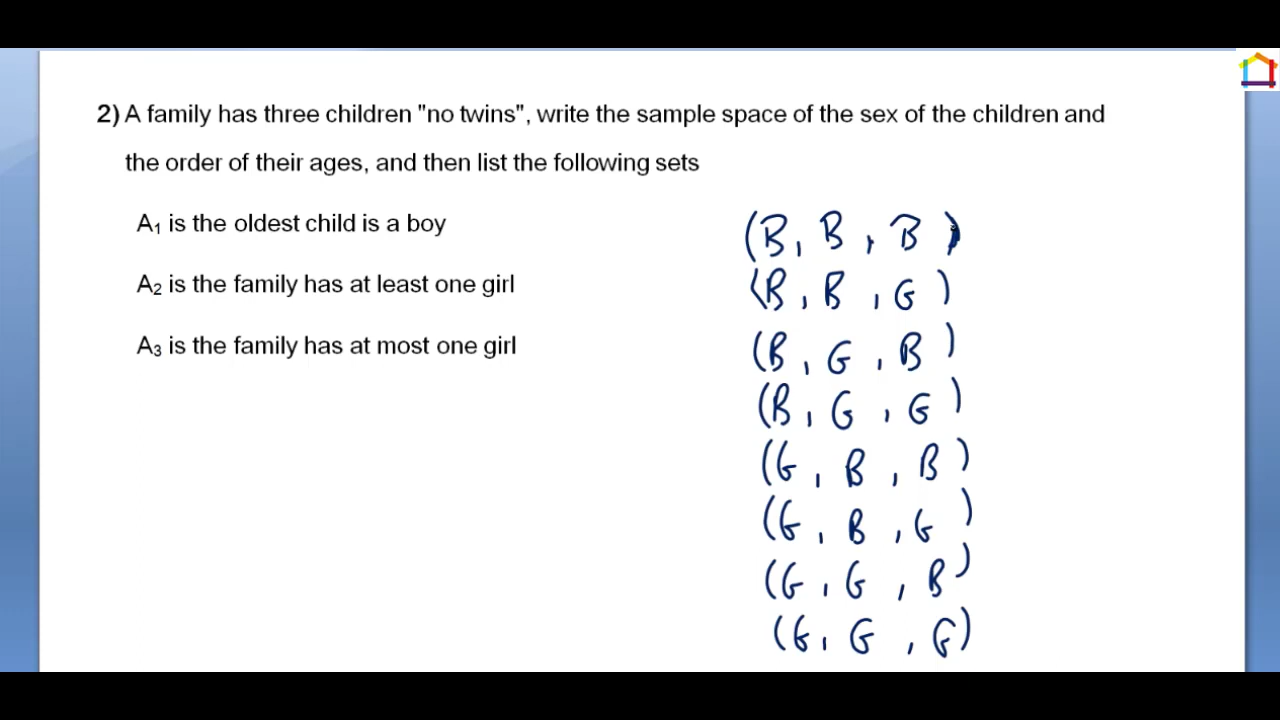 2) A family has three children "no twins", write the sample space of the sex of the children and
the order of their ages, and then list the following sets
A₁ is the oldest child is a boy
A₂ is the family has at least one girl
A₃ is the family has at most one girl
(B, B, B)
(B, B, G)
(B, G, B)
(B, G, G)
(G, B, B)
(G, B, G)
(G, G, B)
(G, G, G)